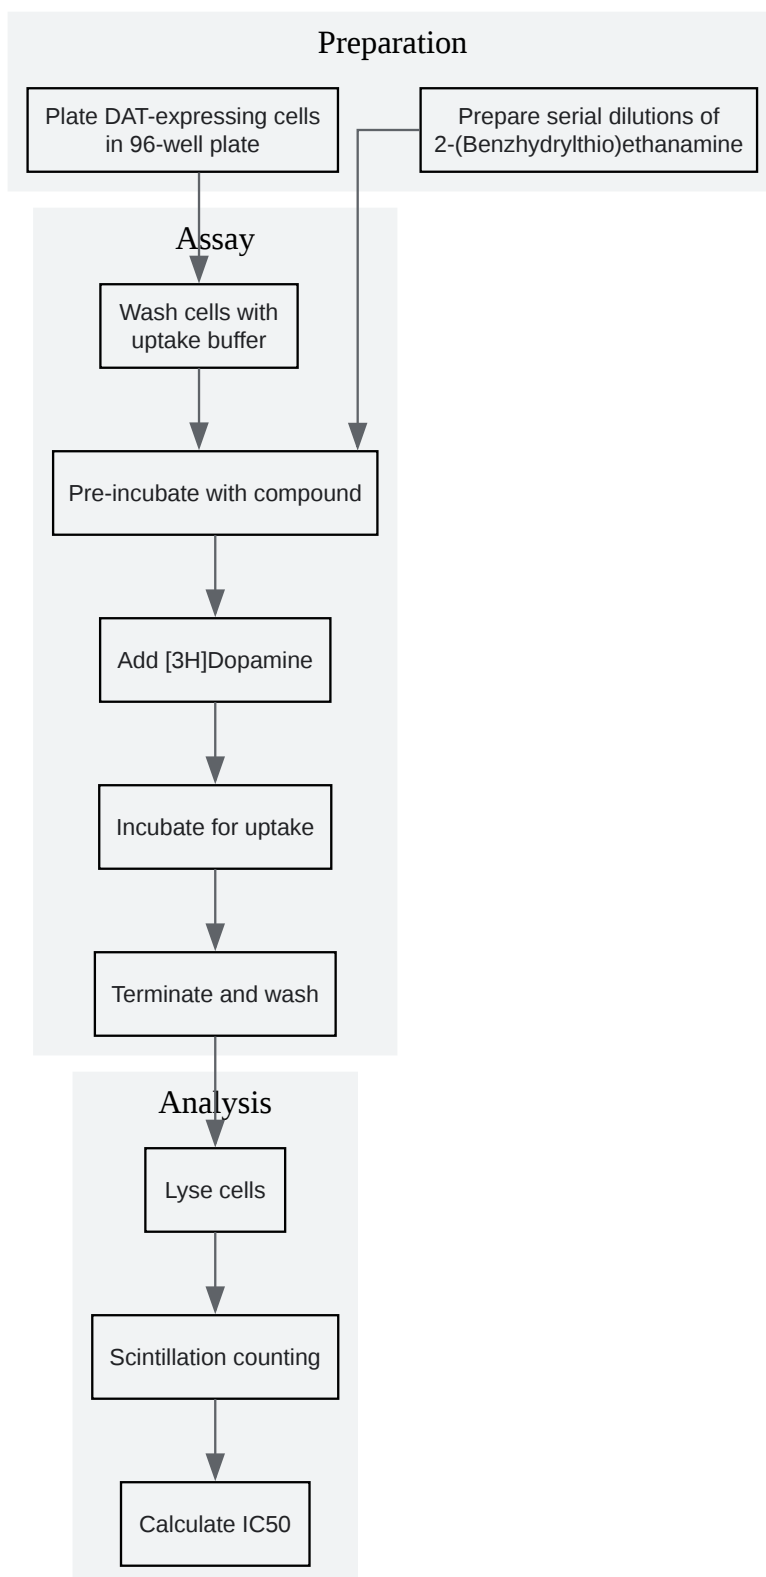 Preparation
Plate DAT-expressing cells
in 96-well plate
Prepare serial dilutions of
2-(Benzhydrylthio)ethanamine
Assay
Wash cells with
uptake buffer
Pre-incubate with compound
Add [3H]Dopamine
Incubate for uptake
Terminate and wash
Analysis
Lyse cells
Scintillation counting
Calculate IC50